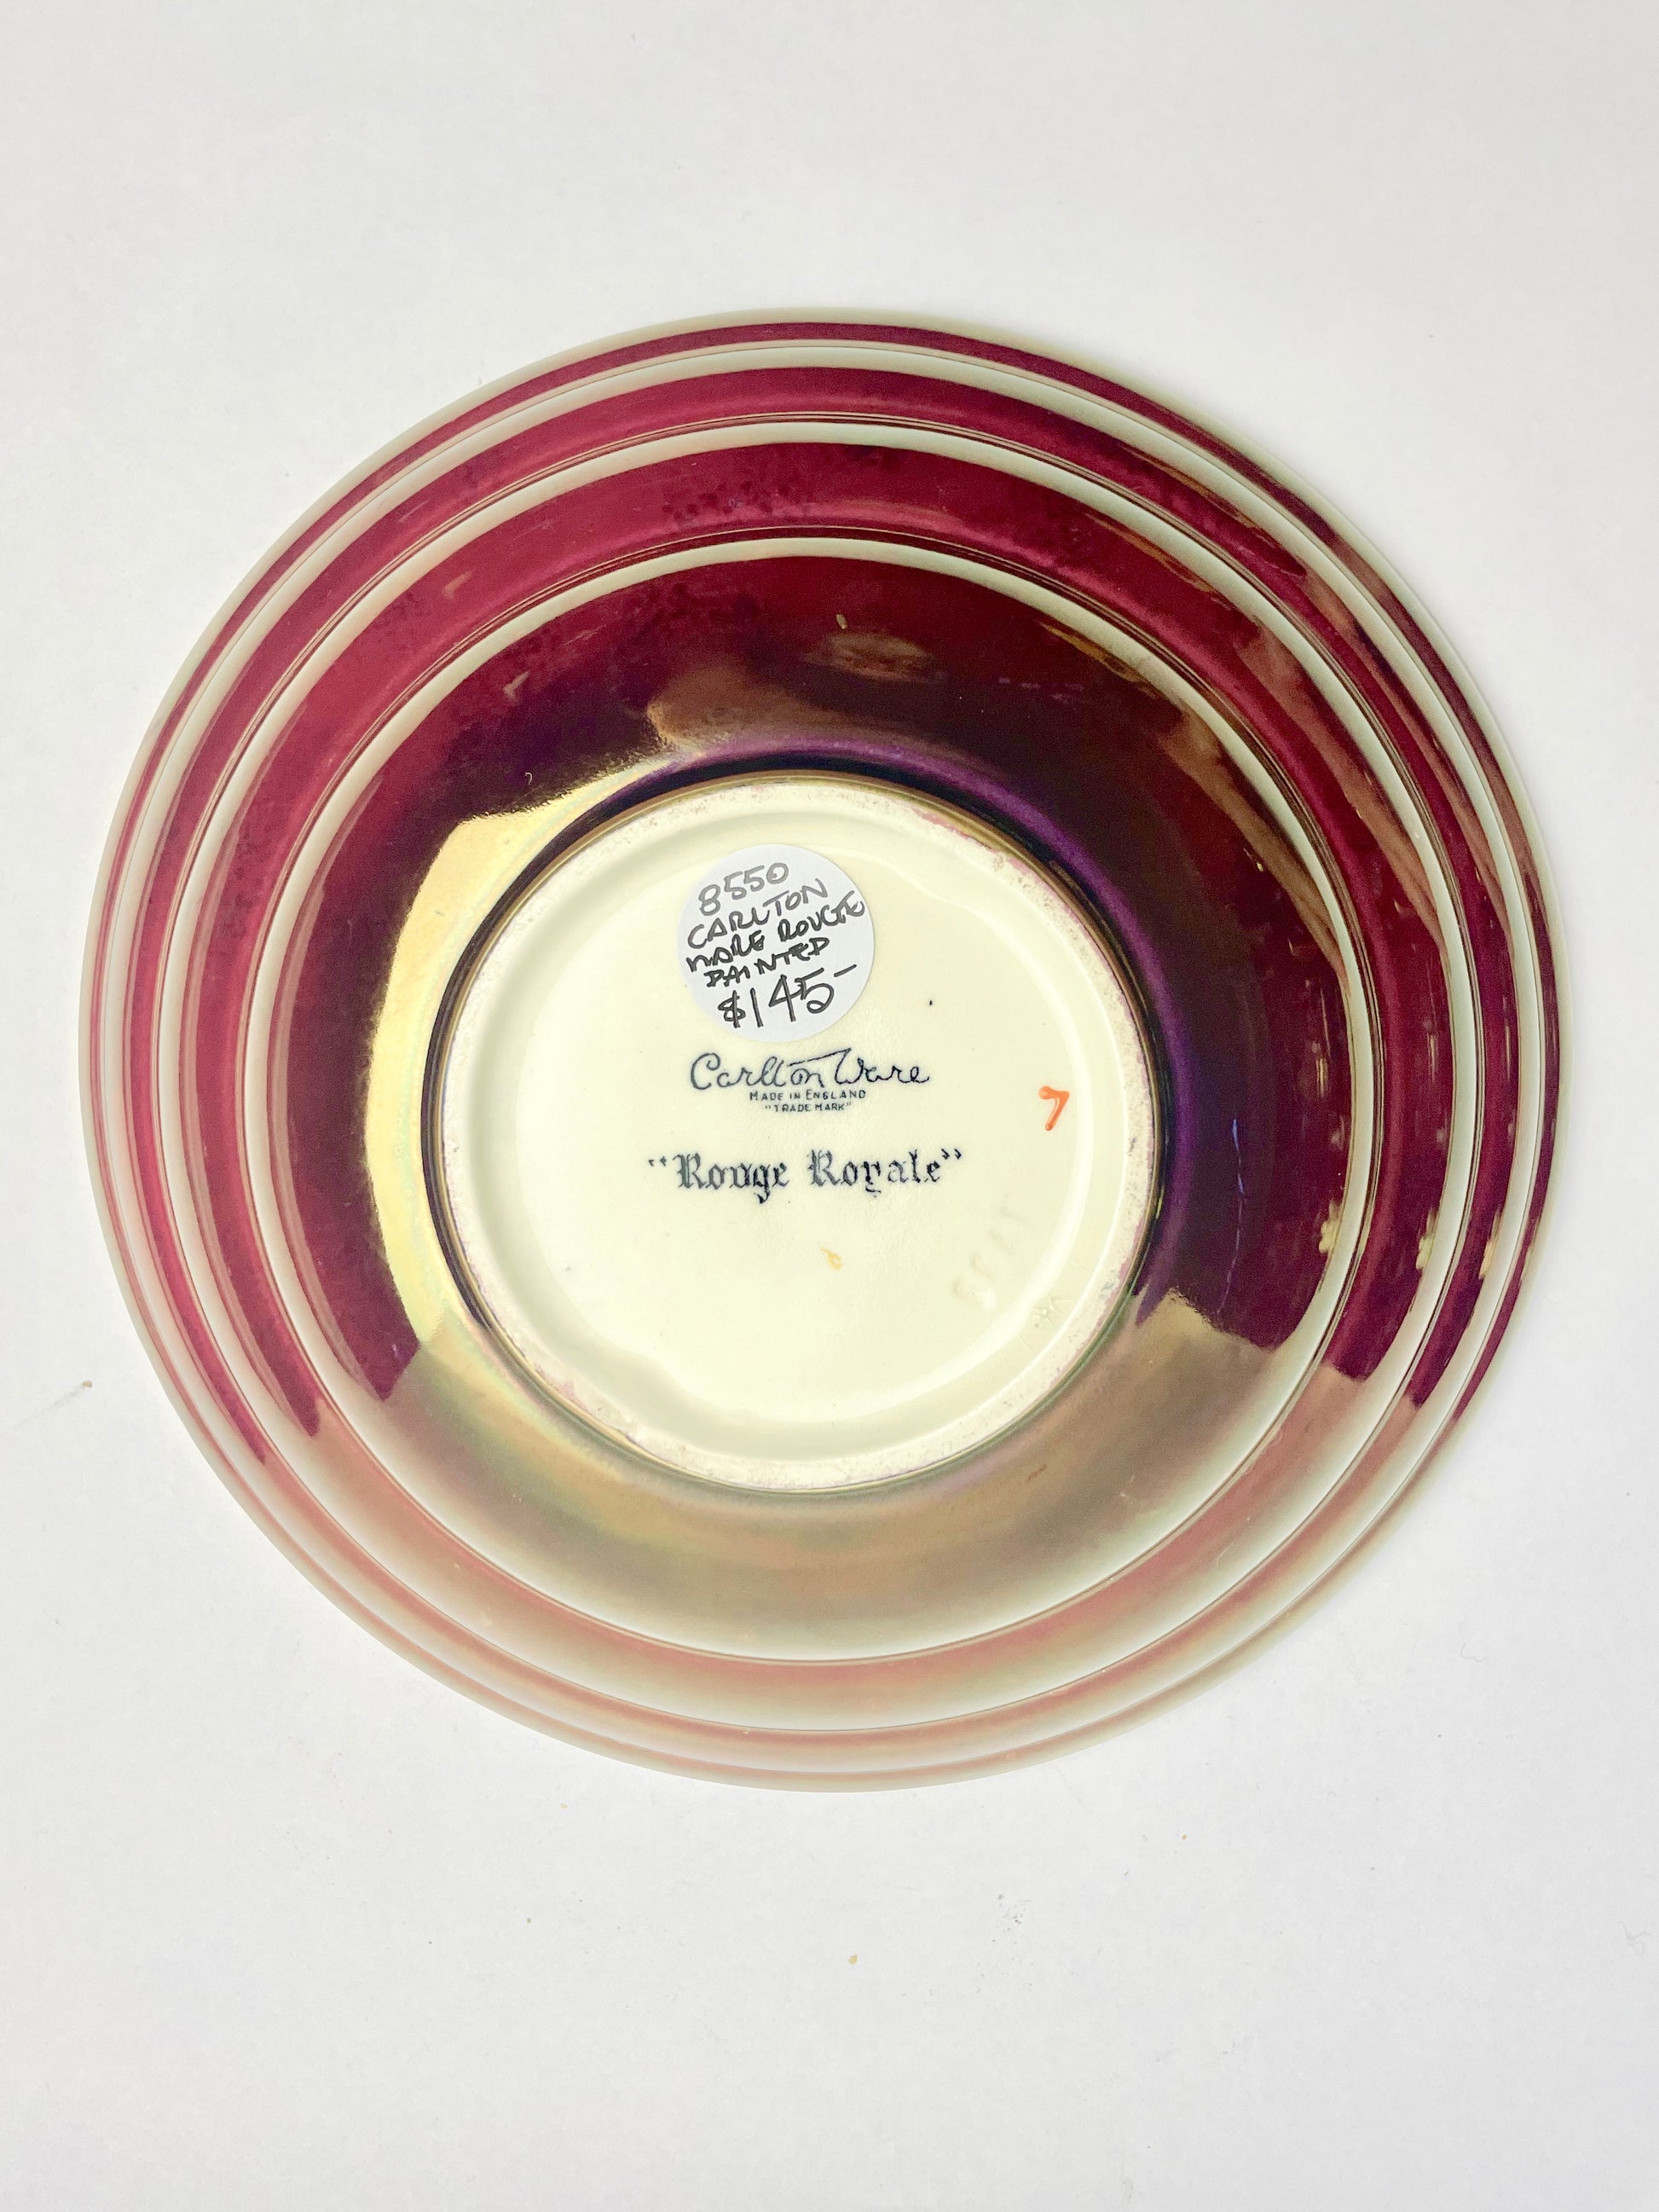 8550
CARLTON
WARE ROUGE
PAINTED
$145-
Carlton Ware
MADE IN ENGLAND
"TRADE MARK"
7
"Rouge Royale"